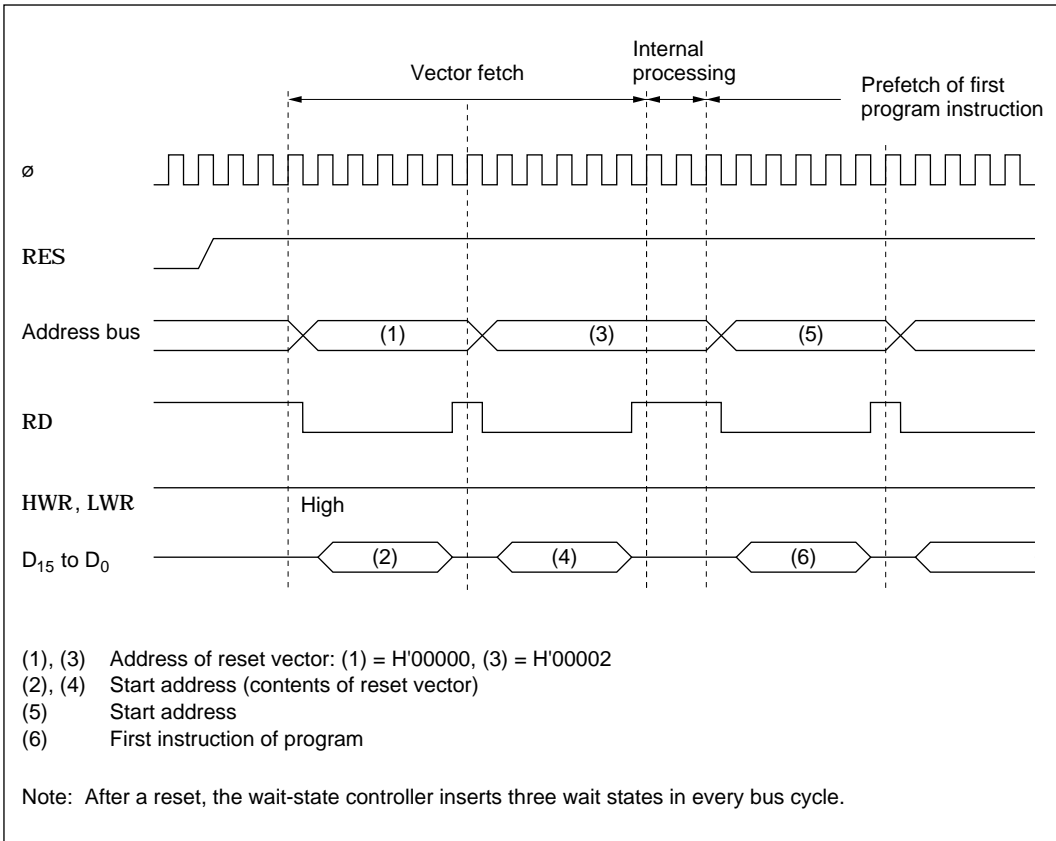 Vector fetch
Internal
processing
Prefetch of first
program instruction
ø
RES
Address bus
(1)
(3)
(5)
RD
HWR, LWR
High
D15 to D0
(2)
(4)
(6)
(1), (3) Address of reset vector: (1) = H'00000, (3) = H'00002
(2), (4) Start address (contents of reset vector)
(5) Start address
(6) First instruction of program
Note: After a reset, the wait-state controller inserts three wait states in every bus cycle.